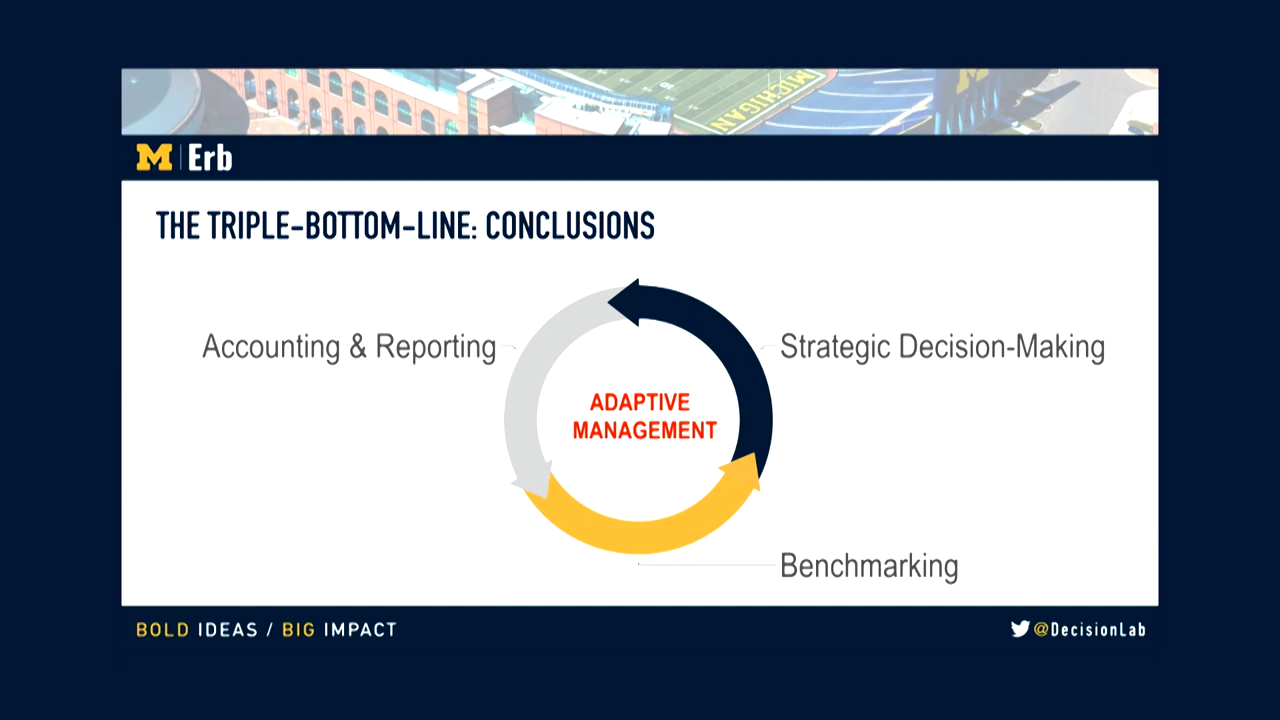 MICHIGAN
M
M Erb
THE TRIPLE-BOTTOM-LINE: CONCLUSIONS
Accounting & Reporting
Strategic Decision-Making
ADAPTIVE
MANAGEMENT
Benchmarking
BOLD IDEAS / BIG IMPACT
@DecisionLab